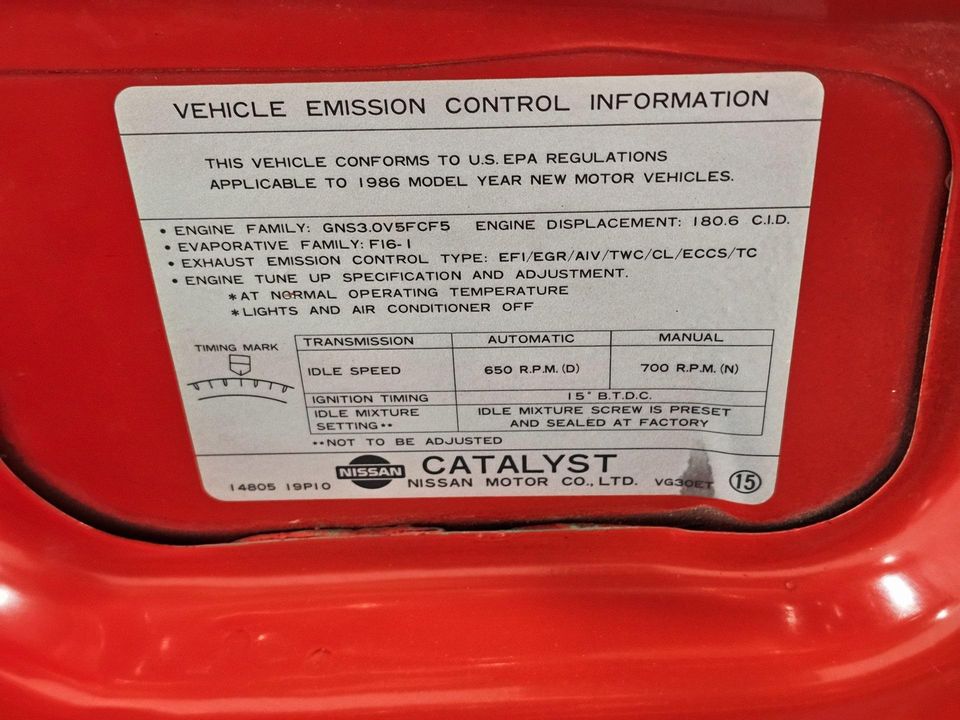 VEHICLE EMISSION CONTROL INFORMATION
THIS VEHICLE CONFORMS TO U.S. EPA REGULATIONS
APPLICABLE TO 1986 MODEL YEAR NEW MOTOR VEHICLES.
• ENGINE FAMILY: GNS3.0V5FCF5 ENGINE DISPLACEMENT: 180.6 C.I.D.
• EVAPORATIVE FAMILY: F16-1
• EXHAUST EMISSION CONTROL TYPE: EFI/EGR/AIV/TWC/CL/ECCS/TC
• ENGINE TUNE UP SPECIFICATION AND ADJUSTMENT.
*AT NORMAL OPERATING TEMPERATURE
*LIGHTS AND AIR CONDITIONER OFF
TIMING MARK
TRANSMISSION AUTOMATIC MANUAL
IDLE SPEED 650 R.P.M. (D) 700 R.P.M. (N)
IGNITION TIMING 15° B.T.D.C.
IDLE MIXTURE SETTING** IDLE MIXTURE SCREW IS PRESET
AND SEALED AT FACTORY
**NOT TO BE ADJUSTED
14805 19P10 NISSAN CATALYST
NISSAN MOTOR CO., LTD. VG30ET 15